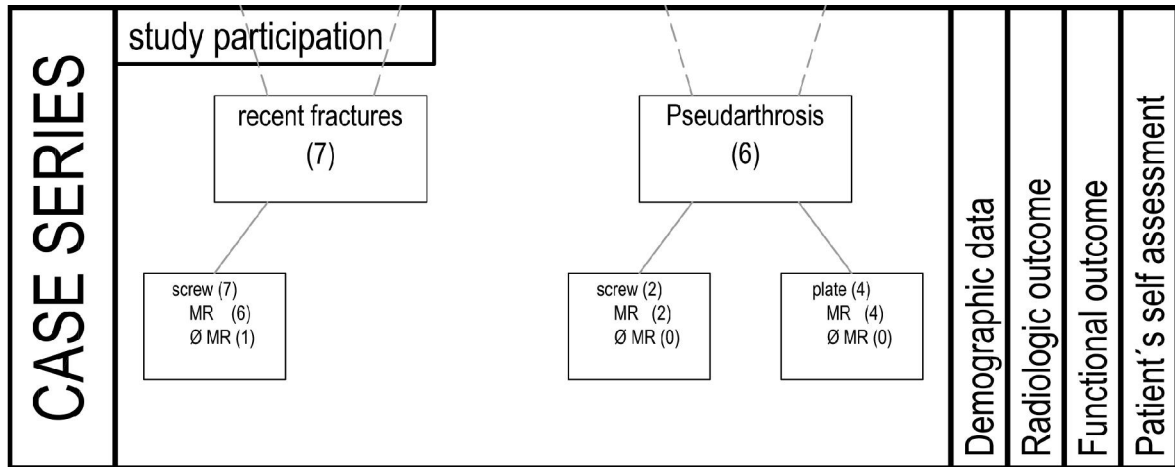 CASE SERIES
study participation
recent fractures
(7)
Pseudarthrosis
(6)
screw (7)
MR (6)
Ø MR (1)
screw (2)
MR (2)
Ø MR (0)
plate (4)
MR (4)
Ø MR (0)
Demographic data
Radiologic outcome
Functional outcome
Patient´s self assessment